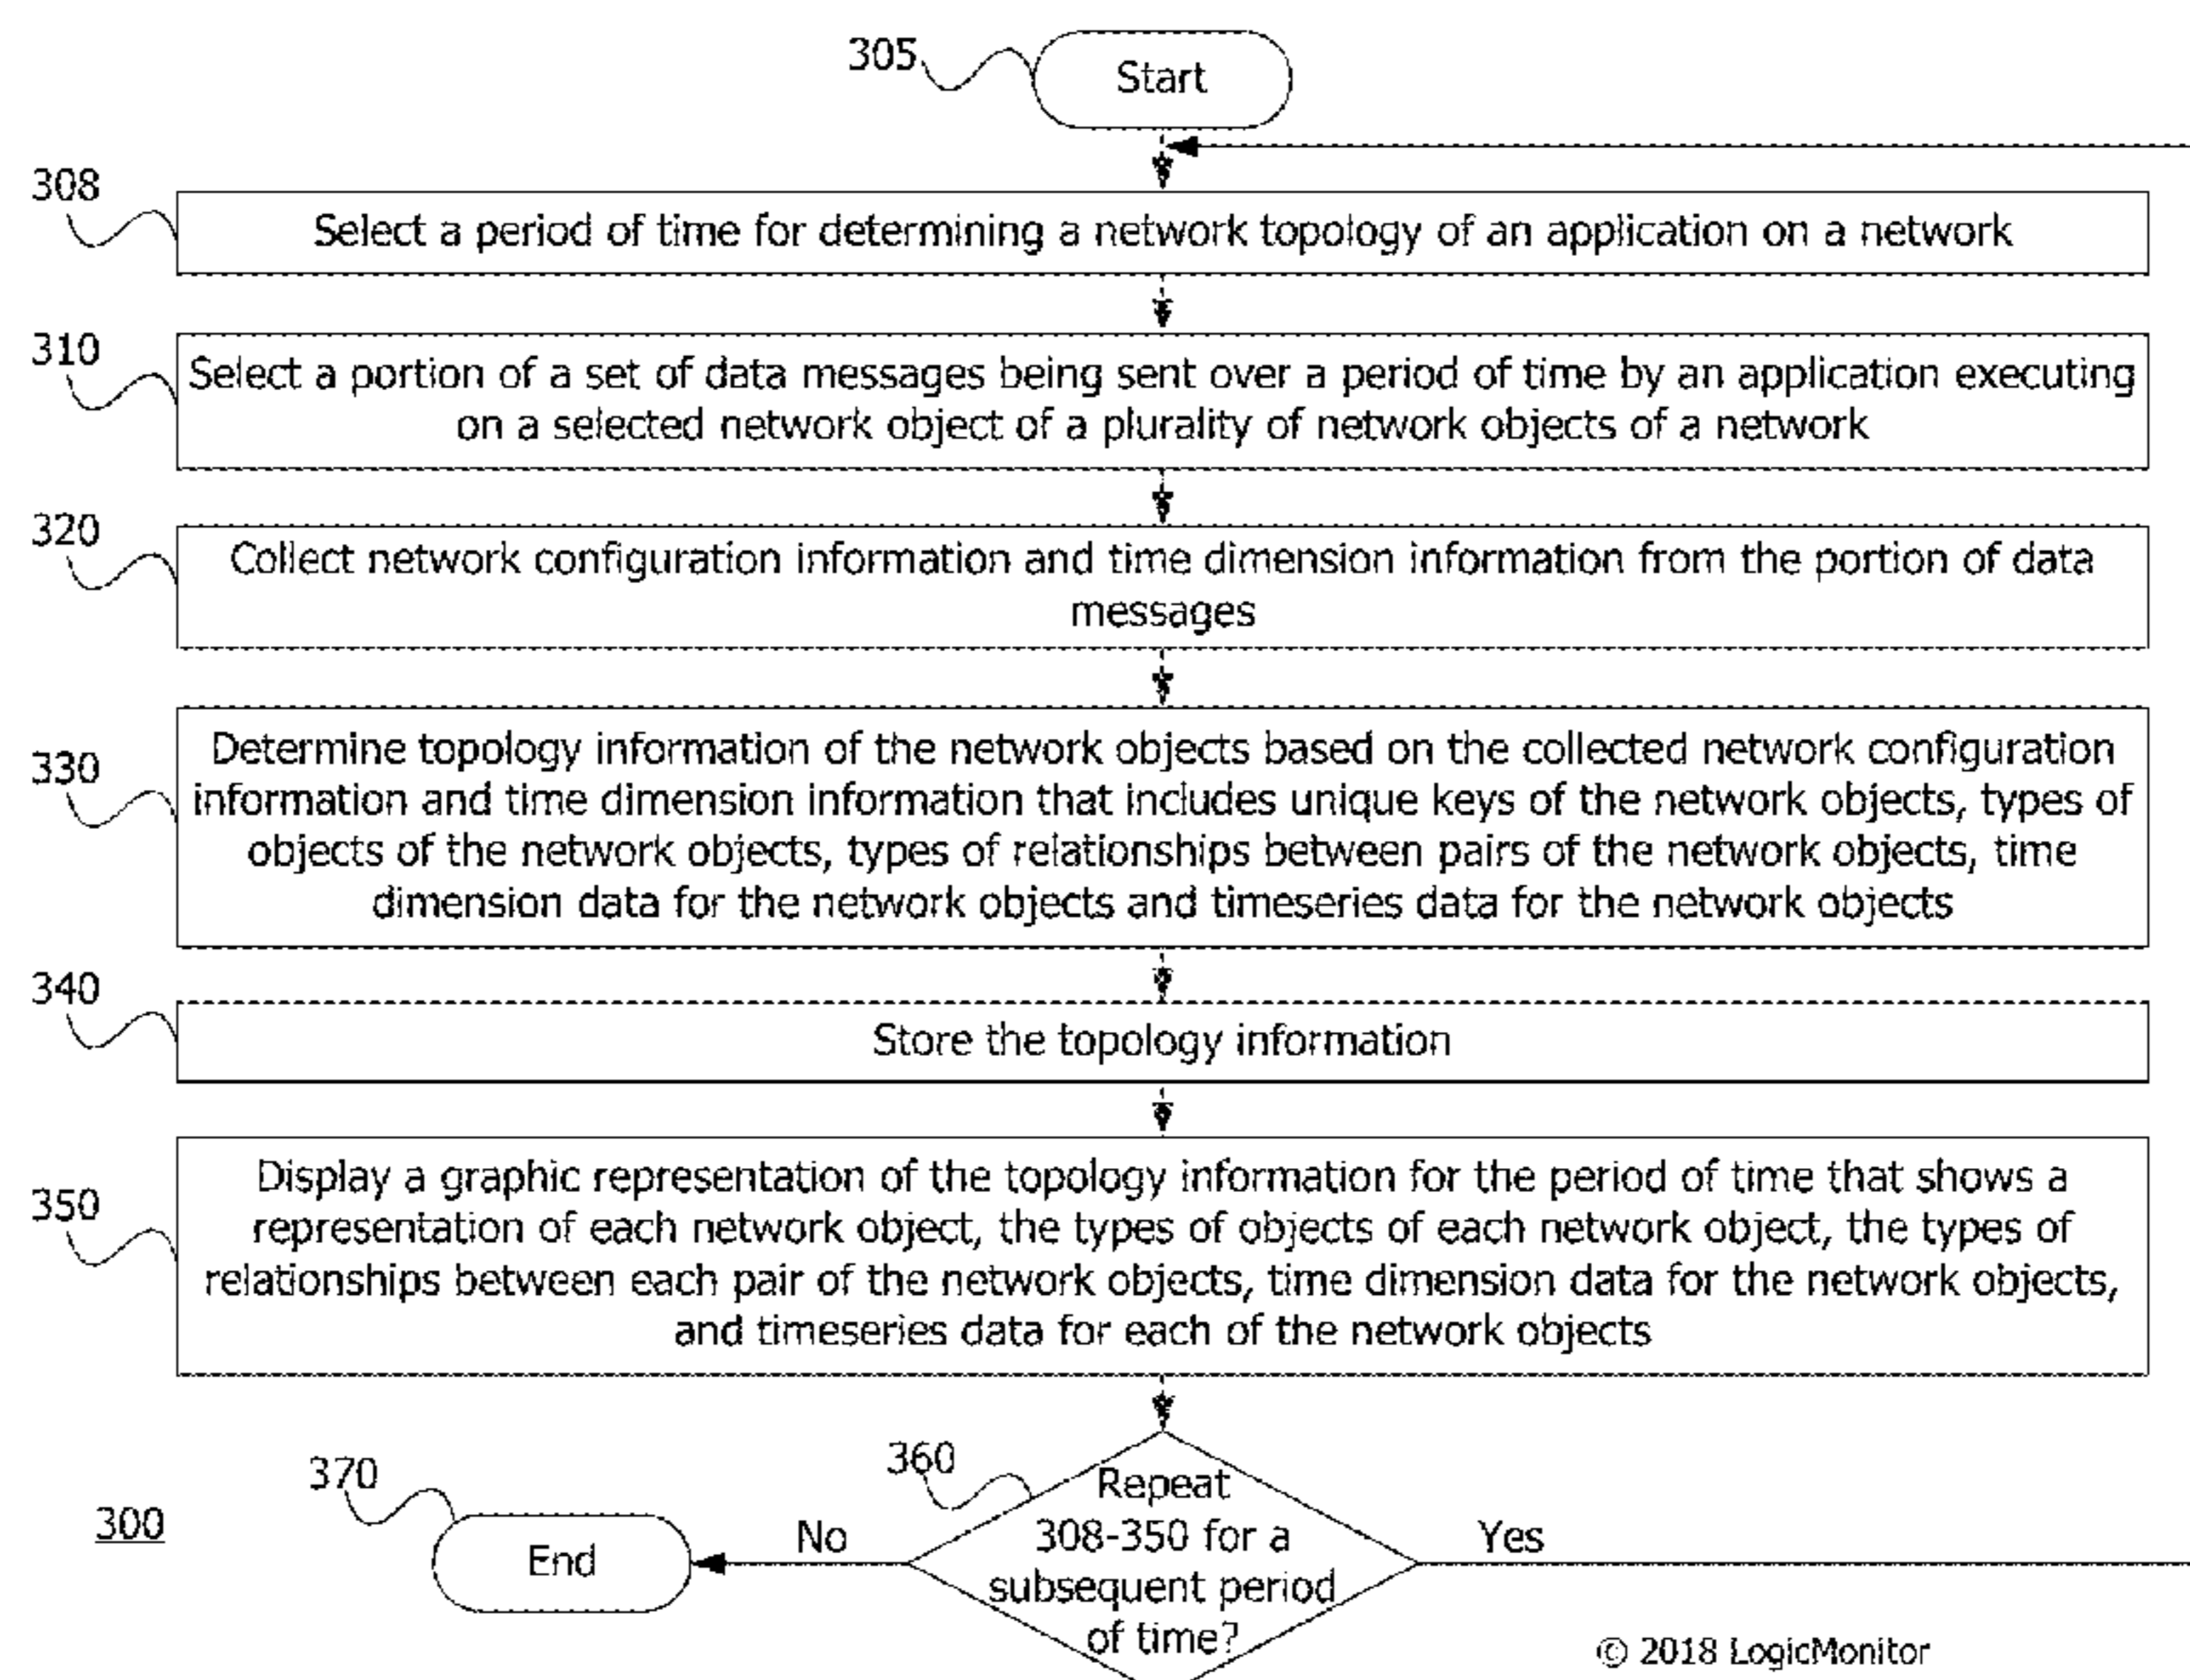 305
Start
308
Select a period of time for determining a network topology of an application on a network
310
Select a portion of a set of data messages being sent over a period of time by an application executing
on a selected network object of a plurality of network objects of a network
320
Collect network configuration information and time dimension information from the portion of data
messages
330
Determine topology information of the network objects based on the collected network configuration
information and time dimension information that includes unique keys of the network objects, types of
objects of the network objects, types of relationships between pairs of the network objects, time
dimension data for the network objects and timeseries data for the network objects
340
Store the topology information
350
Display a graphic representation of the topology information for the period of time that shows a
representation of each network object, the types of objects of each network object, the types of
relationships between each pair of the network objects, time dimension data for the network objects,
and timeseries data for each of the network objects
360
Repeat
308-350 for a
subsequent period
of time?
Yes
No
370
End
300
© 2018 LogicMonitor